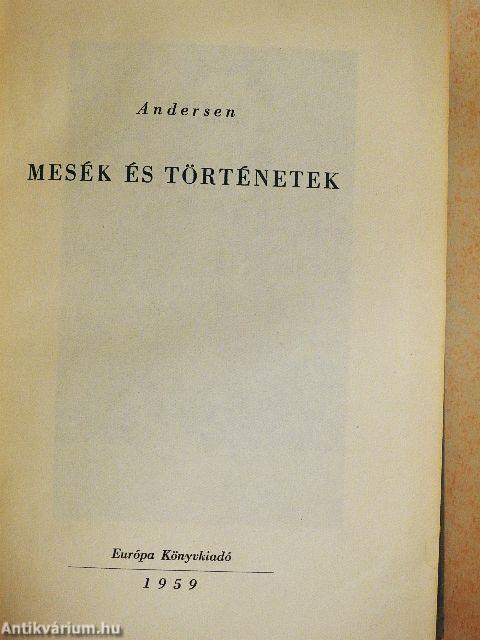 Andersen
MESÉK ÉS TÖRTÉNETEK
Európa Könyvkiadó
1959
Antikvárium.hu